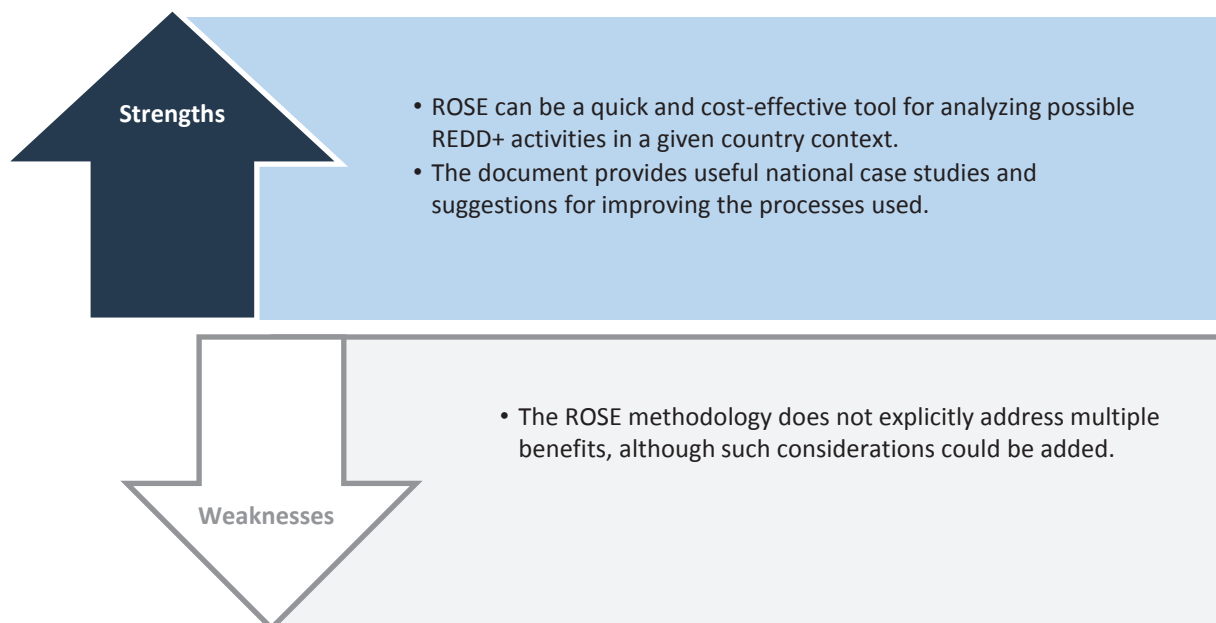 Strengths
• ROSE can be a quick and cost-effective tool for analyzing possible
REDD+ activities in a given country context.
• The document provides useful national case studies and
suggestions for improving the processes used.
• The ROSE methodology does not explicitly address multiple
benefits, although such considerations could be added.
Weaknesses